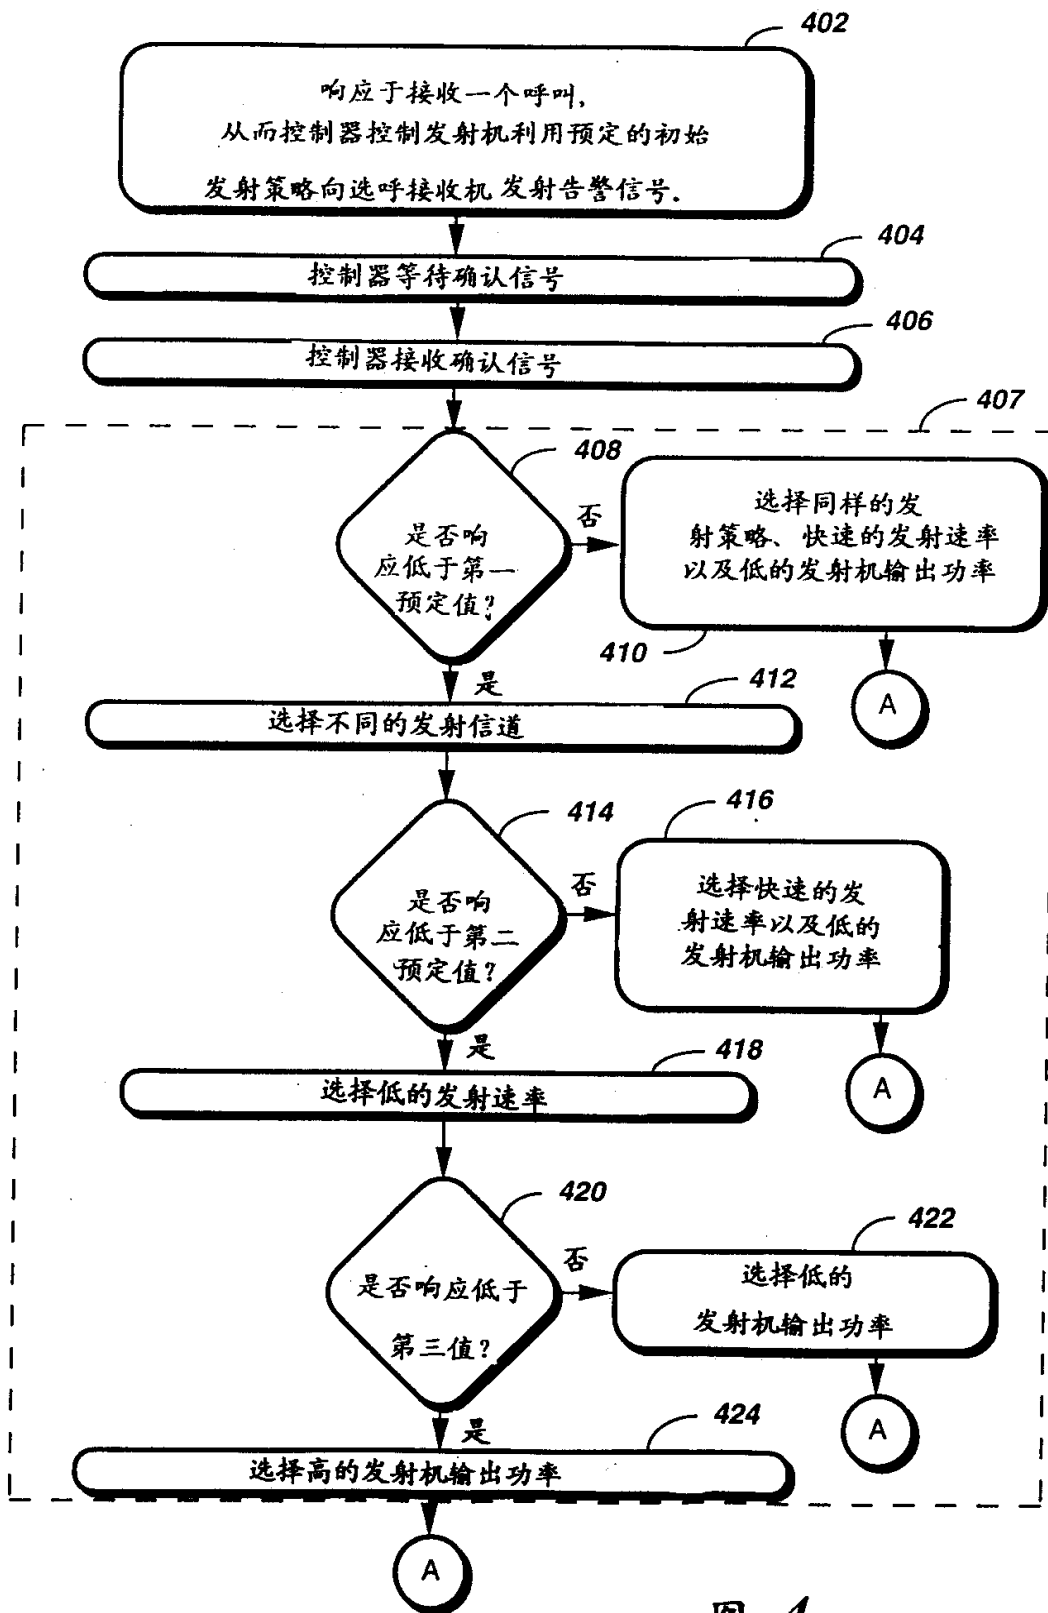 402
响应于接收一个呼叫,
从而控制器控制发射机利用预定的初始
发射策略向选呼接收机发射告警信号.
404
控制器等待确认信号
406
控制器接收确认信号
407
408
是否响
应低于第一
预定值?
否
选择同样的发
射策略、快速的发射速率
以及低的发射机输出功率
410
A
是
412
选择不同的发射信道
414
是否响
应低于第二
预定值?
否
416
选择快速的发
射速率以及低的
发射机输出功率
A
是
418
选择低的发射速率
420
是否响应低于
第三值?
否
422
选择低的
发射机输出功率
A
是
424
选择高的发射机输出功率
A
图 4